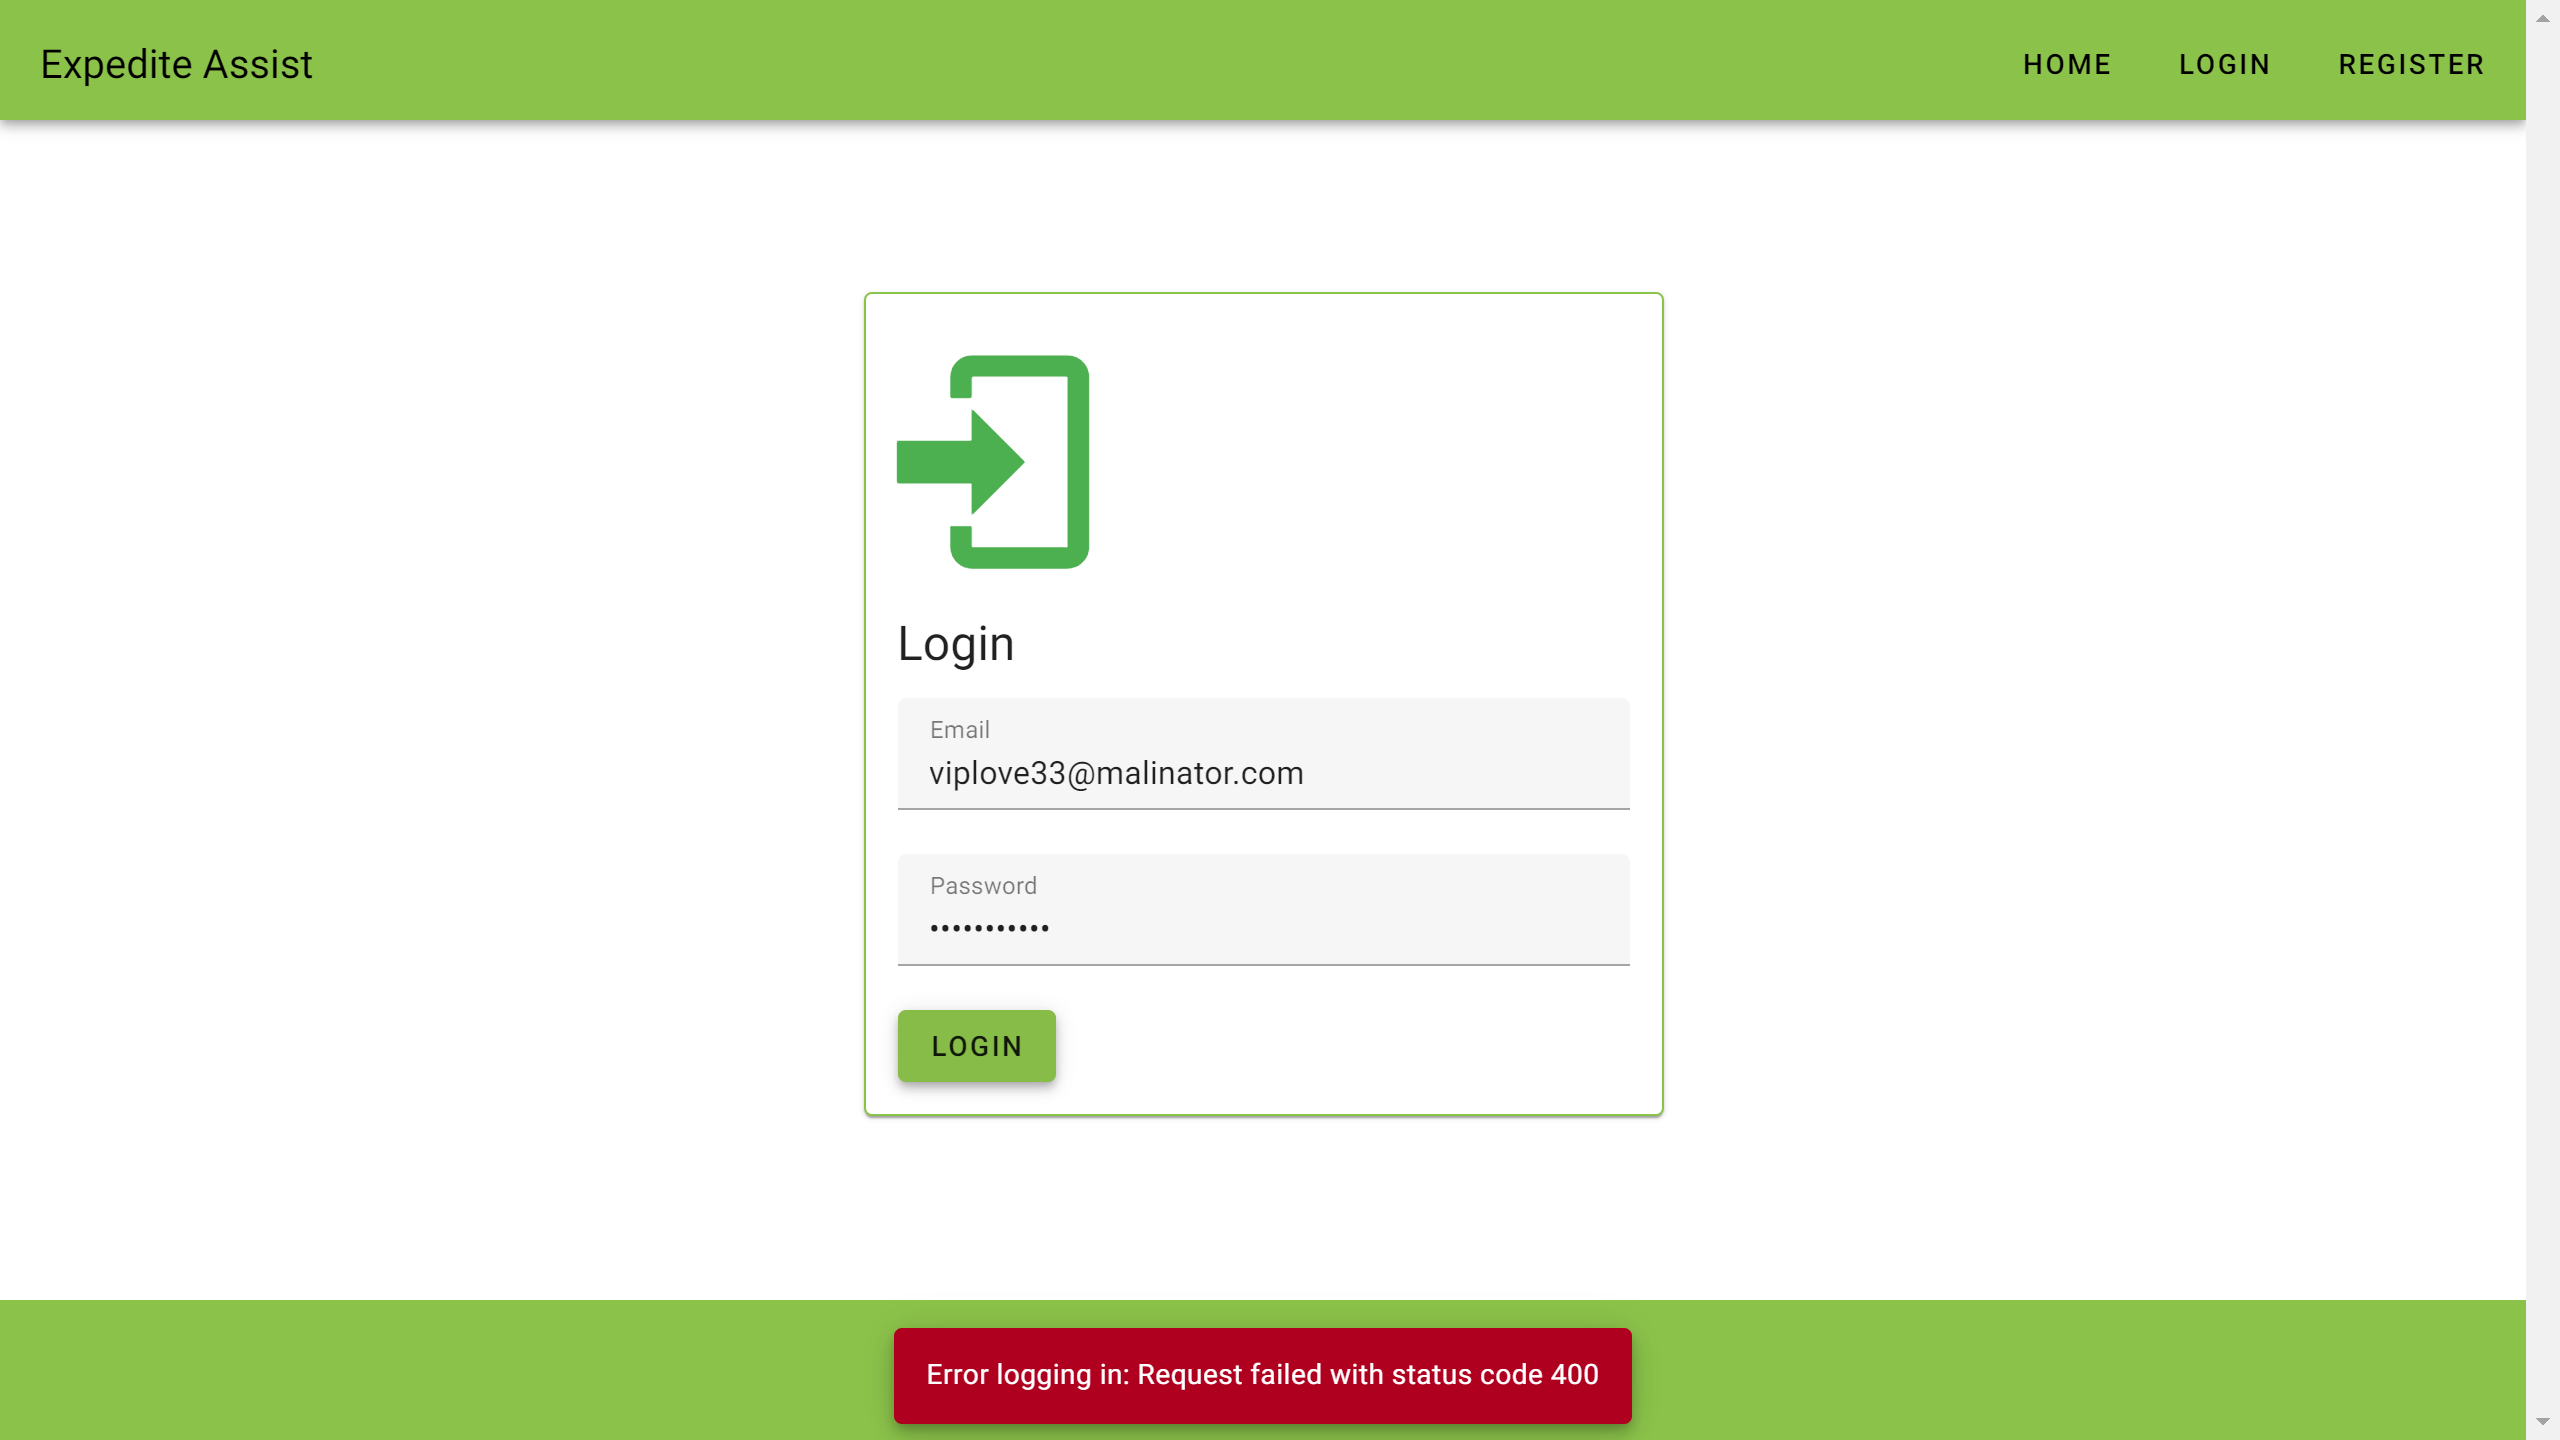 Expedite Assist
HOME LOGIN REGISTER
Login
Email
viplove33@malinator.com
Password
•••••••••••
LOGIN
Error logging in: Request failed with status code 400